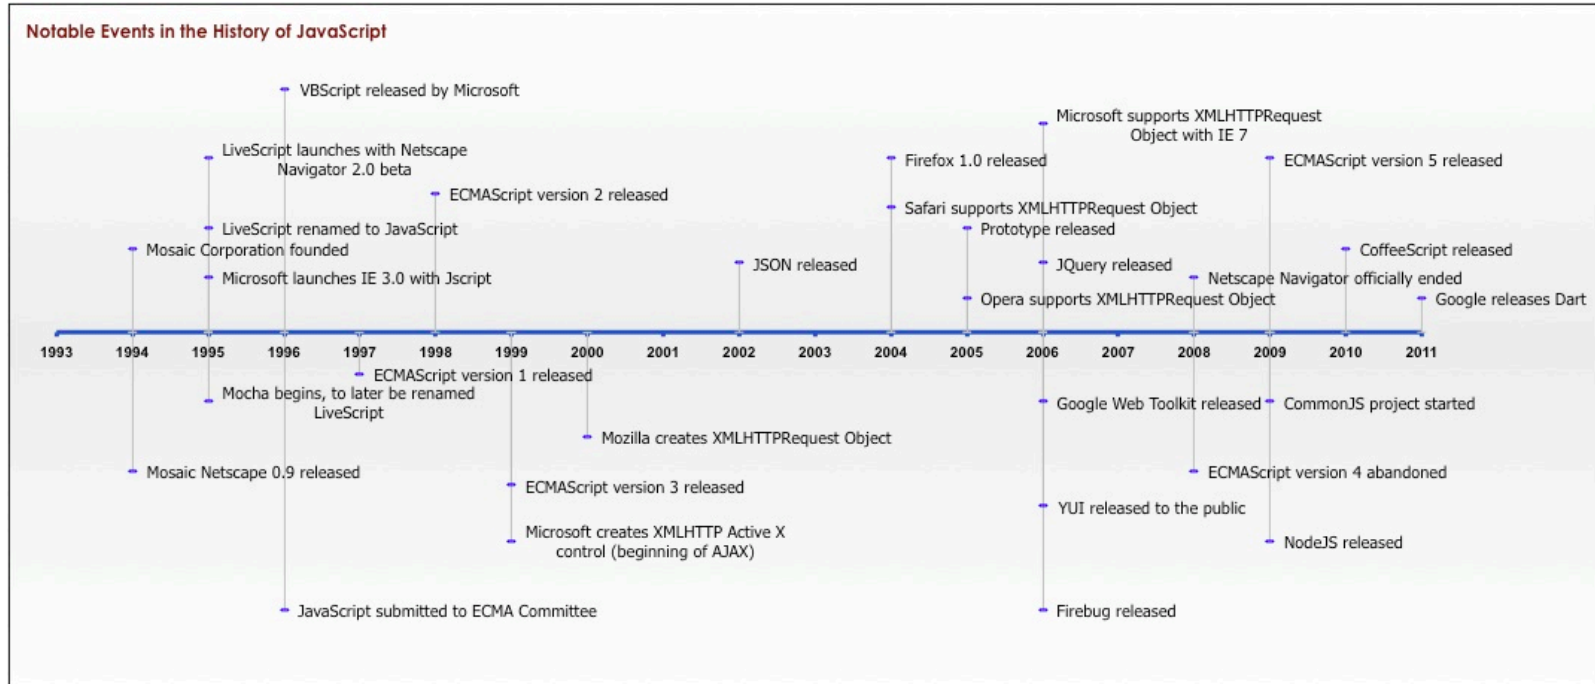 Notable Events in the History of JavaScript
VBScript released by Microsoft
Microsoft supports XMLHTTPRequest
Object with IE 7
LiveScript launches with Netscape
Navigator 2.0 beta
Firefox 1.0 released
ECMAScript version 5 released
ECMAScript version 2 released
Safari supports XMLHTTPRequest Object
LiveScript renamed to JavaScript
Prototype released
Mosaic Corporation founded
CoffeeScript released
JSON released
JQuery released
Microsoft launches IE 3.0 with Jscript
Netscape Navigator officially ended
Opera supports XMLHTTPRequest Object
Google releases Dart
1993 1994 1995 1996 1997 1998 1999 2000 2001 2002 2003 2004 2005 2006 2007 2008 2009 2010 2011
ECMAScript version 1 released
Mocha begins, to later be renamed
LiveScript
Google Web Toolkit released
CommonJS project started
Mozilla creates XMLHTTPRequest Object
Mosaic Netscape 0.9 released
ECMAScript version 4 abandoned
ECMAScript version 3 released
YUI released to the public
Microsoft creates XMLHTTP Active X
control (beginning of AJAX)
NodeJS released
JavaScript submitted to ECMA Committee
Firebug released